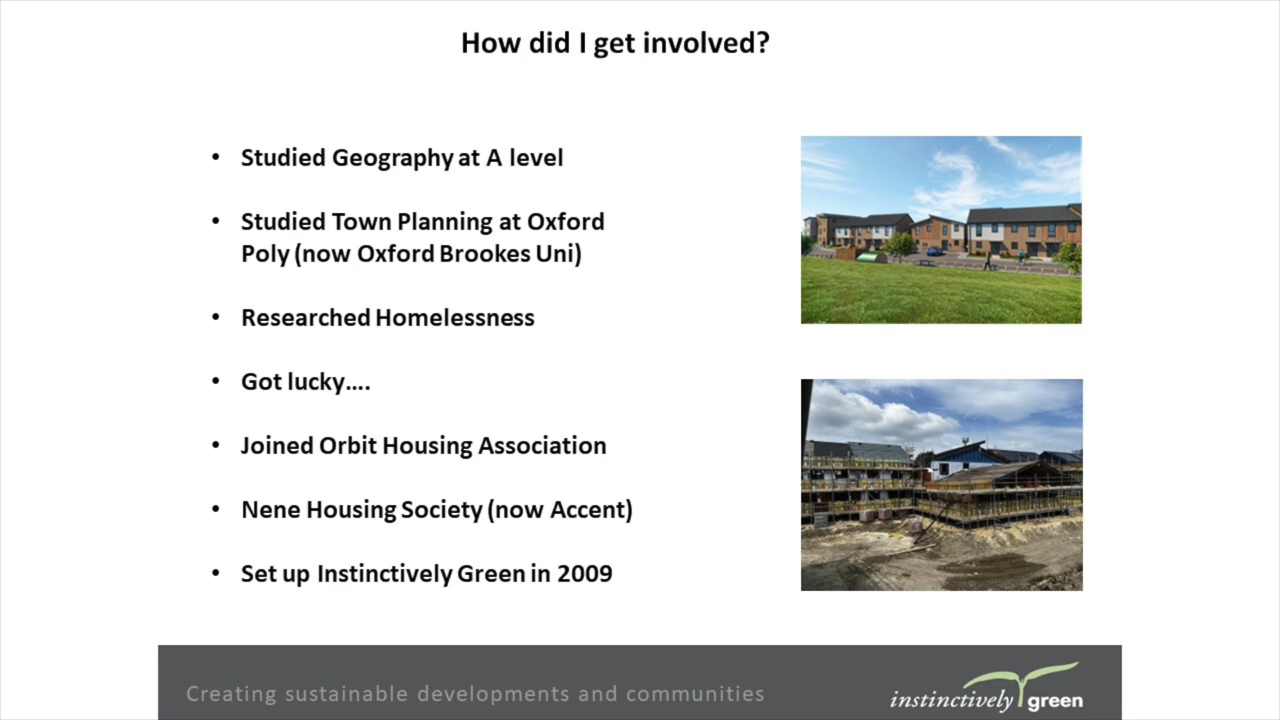 How did I get involved?
• Studied Geography at A level
• Studied Town Planning at Oxford
Poly (now Oxford Brookes Uni)
• Researched Homelessness
• Got lucky….
• Joined Orbit Housing Association
• Nene Housing Society (now Accent)
• Set up Instinctively Green in 2009
Creating sustainable developments and communities
instinctively green